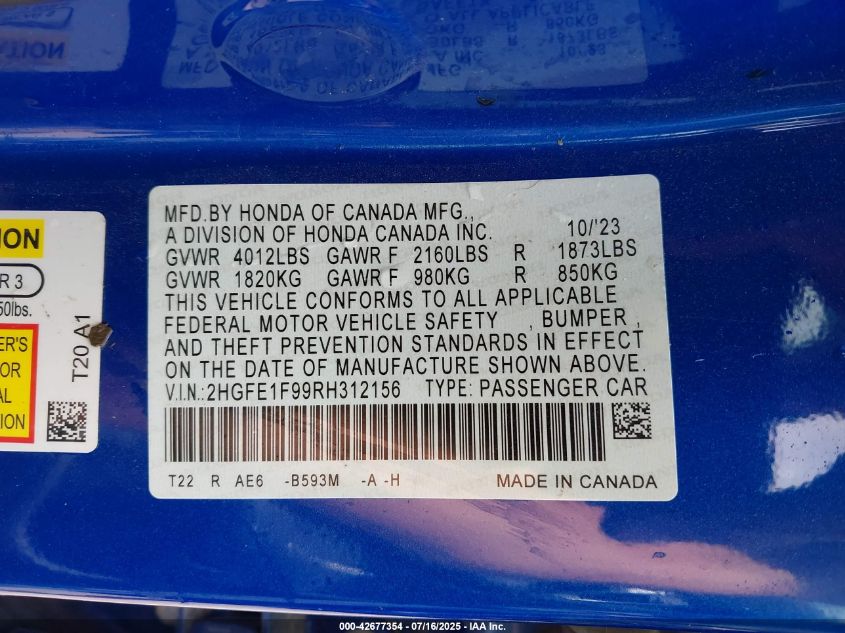 MFD.BY HONDA OF CANADA MFG.,
A DIVISION OF HONDA CANADA INC. 10/'23
GVWR 4012LBS GAWR F 2160LBS R 1873LBS
GVWR 1820KG GAWR F 980KG R 850KG
THIS VEHICLE CONFORMS TO ALL APPLICABLE
FEDERAL MOTOR VEHICLE SAFETY , BUMPER ,
AND THEFT PREVENTION STANDARDS IN EFFECT
ON THE DATE OF MANUFACTURE SHOWN ABOVE.
V.I.N.: 2HGFE1F99RH312156 TYPE: PASSENGER CAR
T22 R AE6 -B593M -A -H MADE IN CANADA
R 3
50lbs.
T20 A1
000-42677354 - 07/16/2025 - IAA Inc.